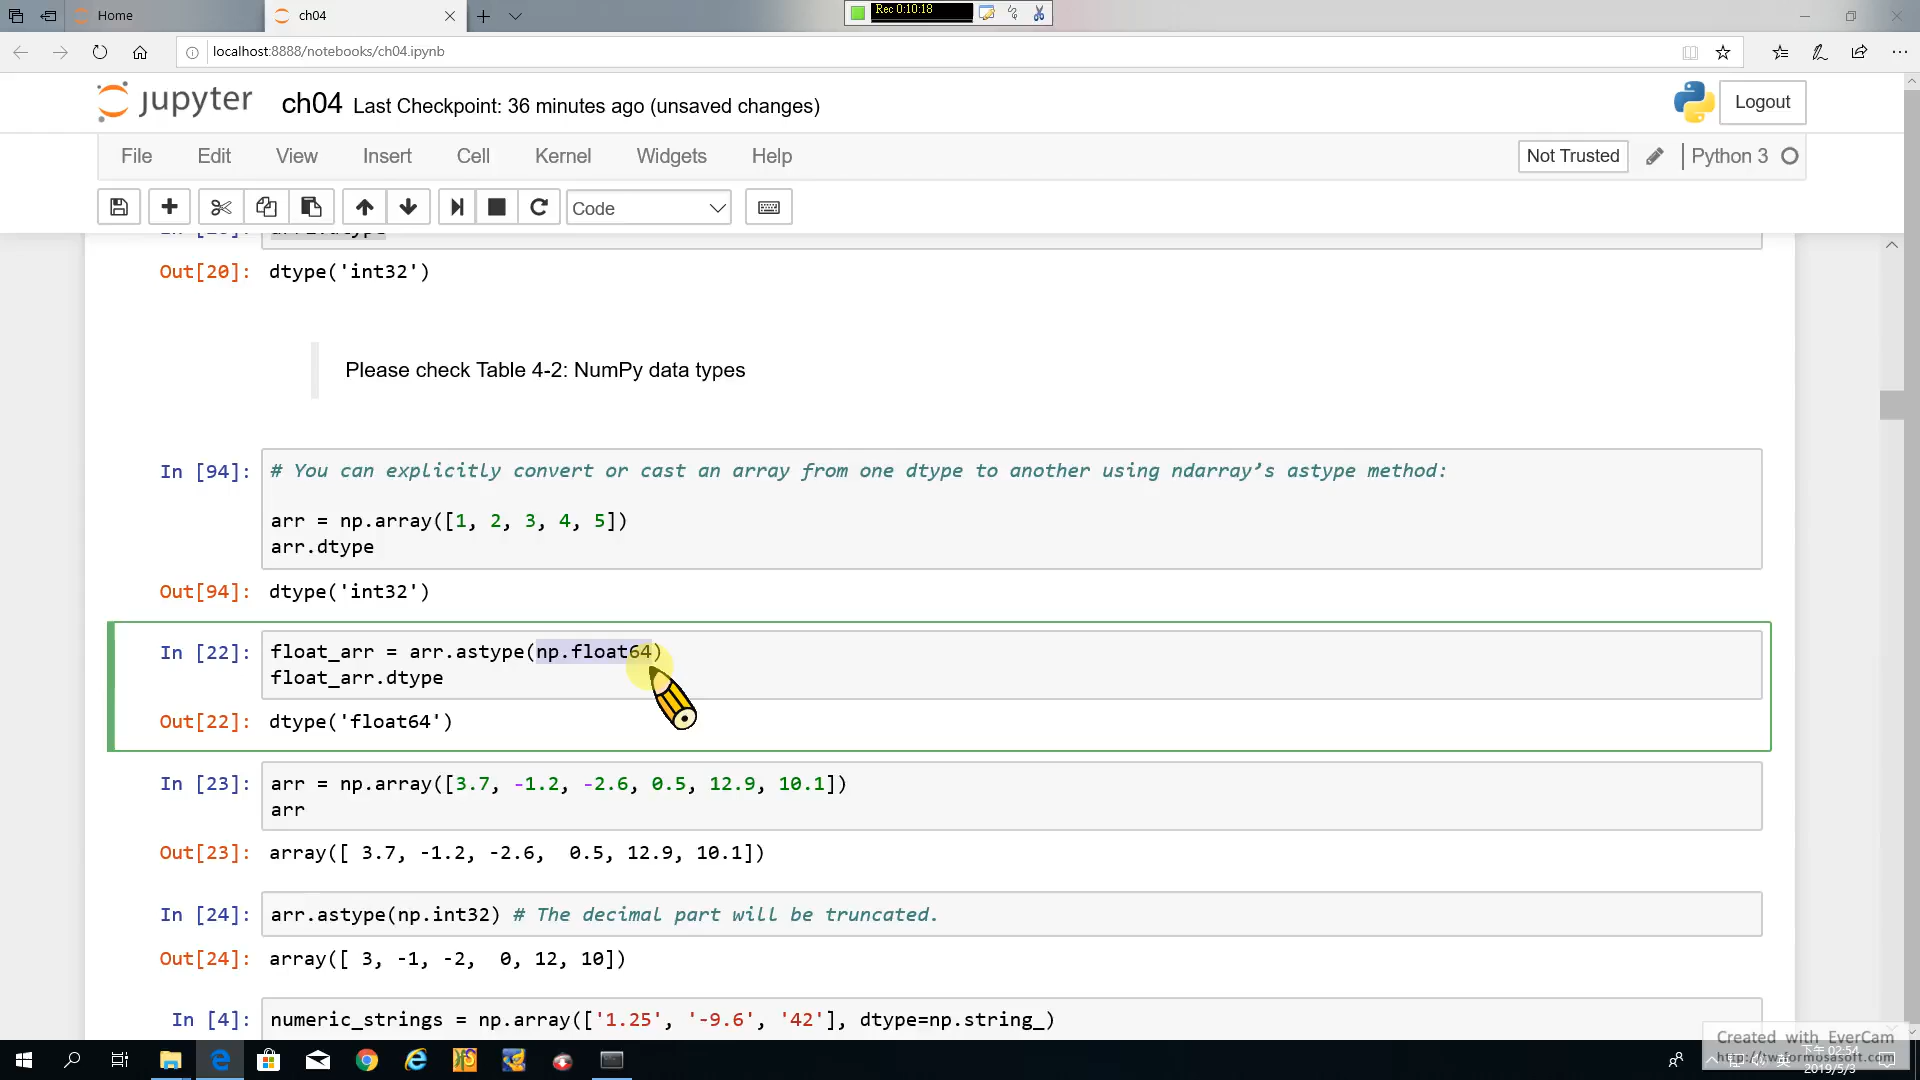 Home
ch04
Rec 0:10:18
localhost:8888/notebooks/ch04.ipynb
jupyter
ch04 Last Checkpoint: 36 minutes ago (unsaved changes)
Logout
File Edit View Insert Cell Kernel Widgets Help
Not Trusted
Python 3
Code
Out[20]: dtype('int32')
Please check Table 4-2: NumPy data types
In [94]: # You can explicitly convert or cast an array from one dtype to another using ndarray’s astype method:
arr = np.array([1, 2, 3, 4, 5])
arr.dtype
Out[94]: dtype('int32')
In [22]: float_arr = arr.astype(np.float64)
float_arr.dtype
Out[22]: dtype('float64')
In [23]: arr = np.array([3.7, -1.2, -2.6, 0.5, 12.9, 10.1])
arr
Out[23]: array([ 3.7, -1.2, -2.6,  0.5, 12.9, 10.1])
In [24]: arr.astype(np.int32) # The decimal part will be truncated.
Out[24]: array([ 3, -1, -2,  0, 12, 10])
In [4]: numeric_strings = np.array(['1.25', '-9.6', '42'], dtype=np.string_)
Created with EverCam
下午 02:54
2019/5/3